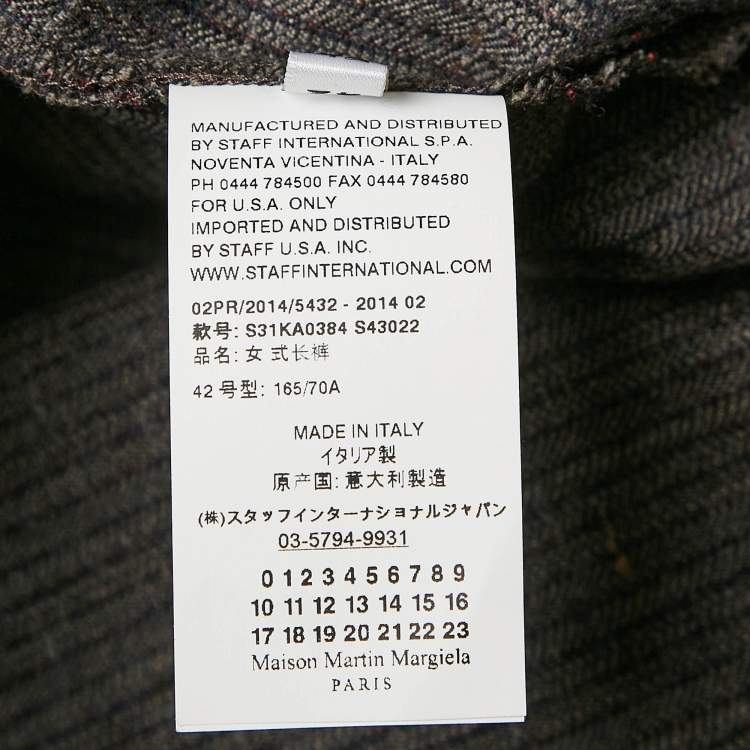 MANUFACTURED AND DISTRIBUTED
BY STAFF INTERNATIONAL S.P.A.
NOVENTA VICENTINA - ITALY
PH 0444 784500 FAX 0444 784580
FOR U.S.A. ONLY
IMPORTED AND DISTRIBUTED
BY STAFF U.S.A. INC.
WWW.STAFFINTERNATIONAL.COM
02PR/2014/5432 - 2014 02
款号: S31KA0384 S43022
品名: 女 式长裤
42 号型: 165/70A
MADE IN ITALY
イタリア製
原产国: 意大利製造
(株)スタッフインターナショナルジャパン
03-5794-9931
0 1 2 3 4 5 6 7 8 9
10 11 12 13 14 15 16
17 18 19 20 21 22 23
Maison Martin Margiela
PARIS